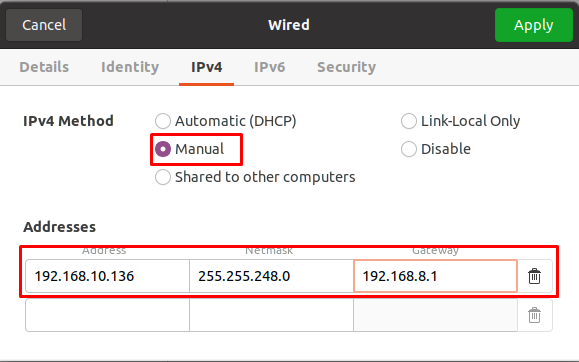 Cancel Wired Apply
Details Identity IPv4 IPv6 Security
IPv4 Method Automatic (DHCP) Link-Local Only
Manual Disable
Shared to other computers
Addresses
Address Netmask Gateway
192.168.10.136 255.255.248.0 192.168.8.1